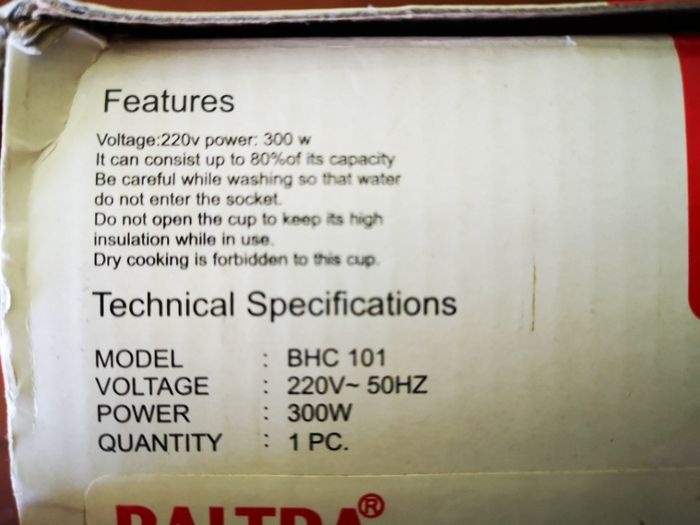 Features
Voltage:220v power: 300 w
It can consist up to 80%of its capacity
Be careful while washing so that water
do not enter the socket.
Do not open the cup to keep its high
insulation while in use.
Dry cooking is forbidden to this cup.
Technical Specifications
MODEL : BHC 101
VOLTAGE : 220V~ 50HZ
POWER : 300W
QUANTITY : 1 PC.
BALTRA®